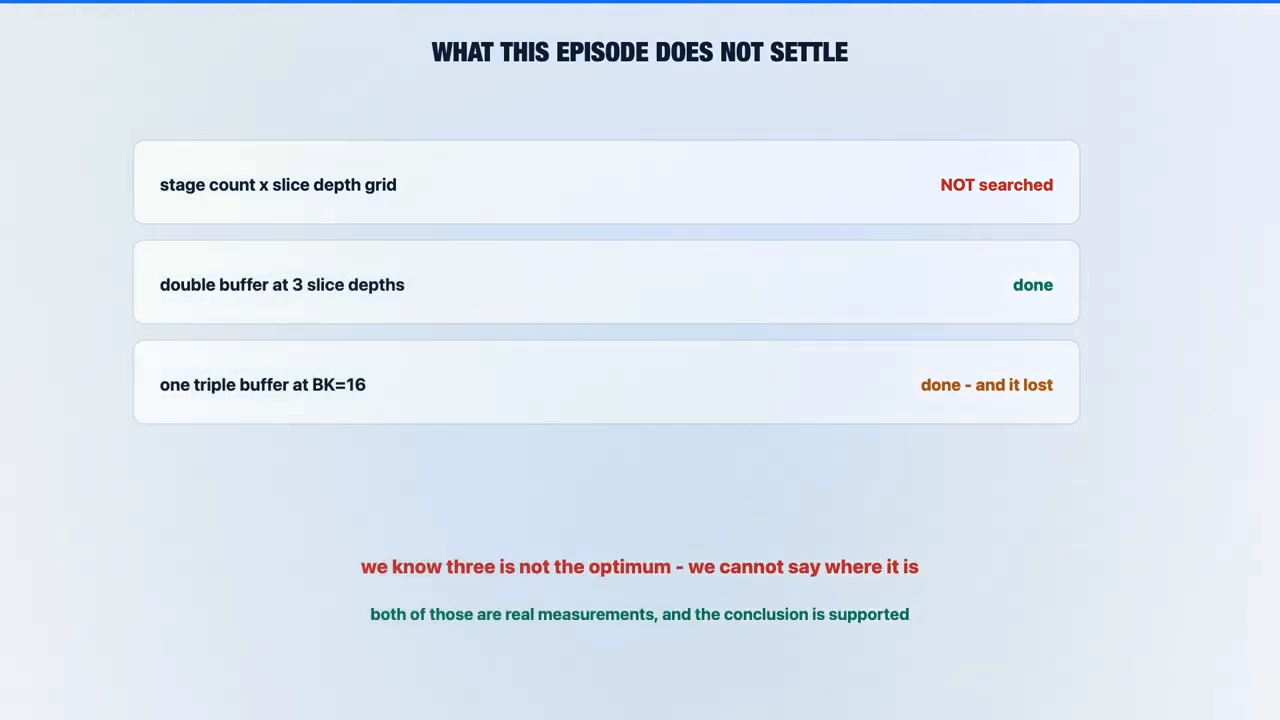 WHAT THIS EPISODE DOES NOT SETTLE
stage count x slice depth grid NOT searched
double buffer at 3 slice depths done
one triple buffer at BK=16 done - and it lost
we know three is not the optimum - we cannot say where it is
both of those are real measurements, and the conclusion is supported